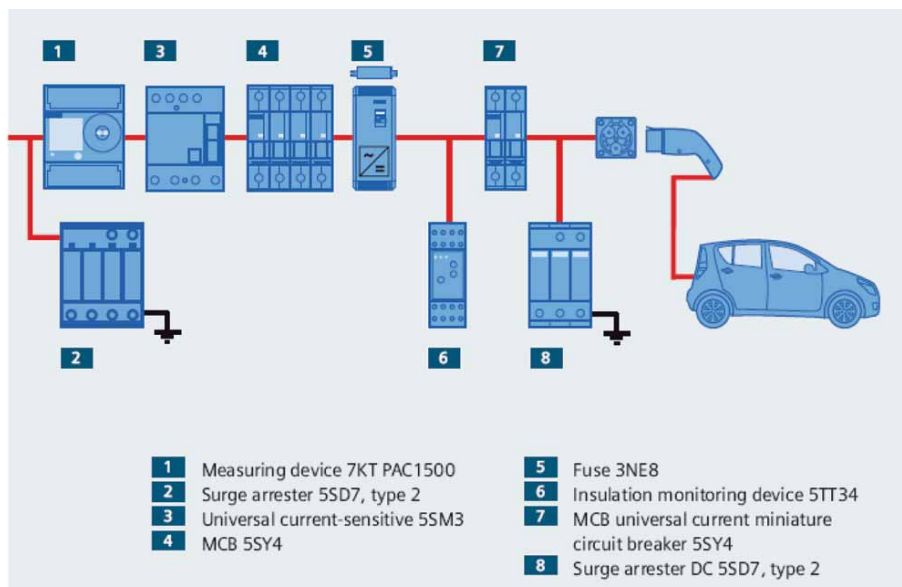 1
3
4
5
7
2
6
8
1 Measuring device 7KT PAC1500
2 Surge arrester 5SD7, type 2
3 Universal current-sensitive 5SM3
4 MCB 5SY4
5 Fuse 3NE8
6 Insulation monitoring device 5TT34
7 MCB universal current miniature
circuit breaker 5SY4
8 Surge arrester DC 5SD7, type 2